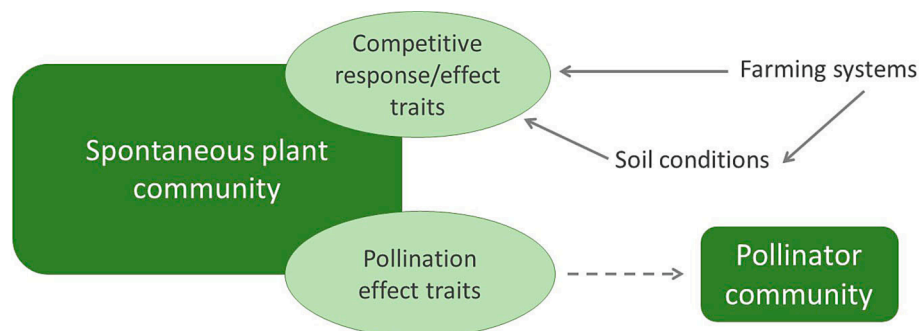 Competitive
response/effect
traits
Farming systems
Spontaneous plant
community
Soil conditions
Pollination
effect traits
Pollinator
community